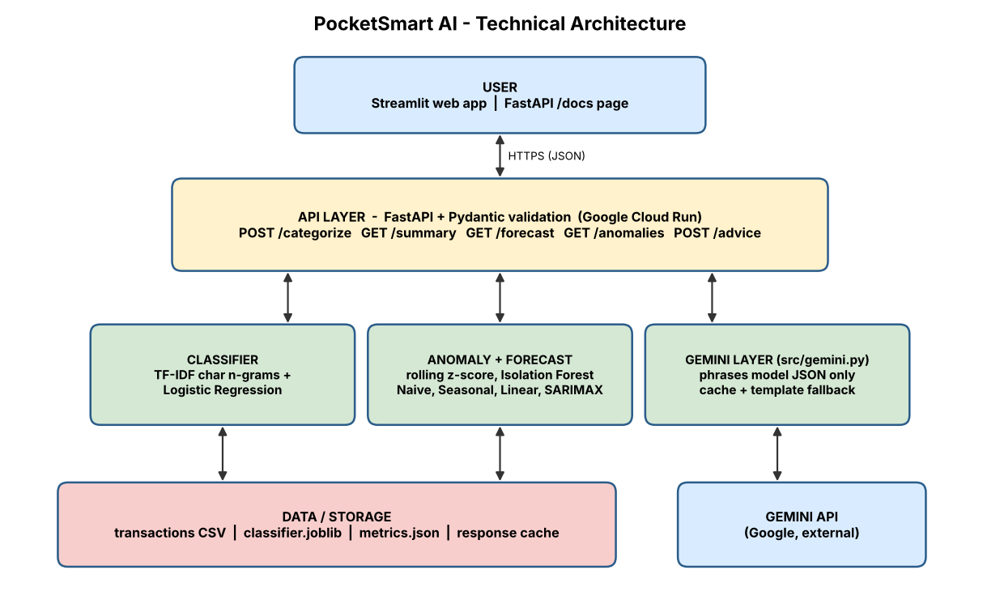 PocketSmart AI - Technical Architecture
USER
Streamlit web app | FastAPI /docs page
HTTPS (JSON)
API LAYER - FastAPI + Pydantic validation (Google Cloud Run)
POST /categorize GET /summary GET /forecast GET /anomalies POST /advice
CLASSIFIER
TF-IDF char n-grams +
Logistic Regression
ANOMALY + FORECAST
rolling z-score, Isolation Forest
Naive, Seasonal, Linear, SARIMAX
GEMINI LAYER (src/gemini.py)
phrases model JSON only
cache + template fallback
DATA / STORAGE
transactions CSV | classifier.joblib | metrics.json | response cache
GEMINI API
(Google, external)